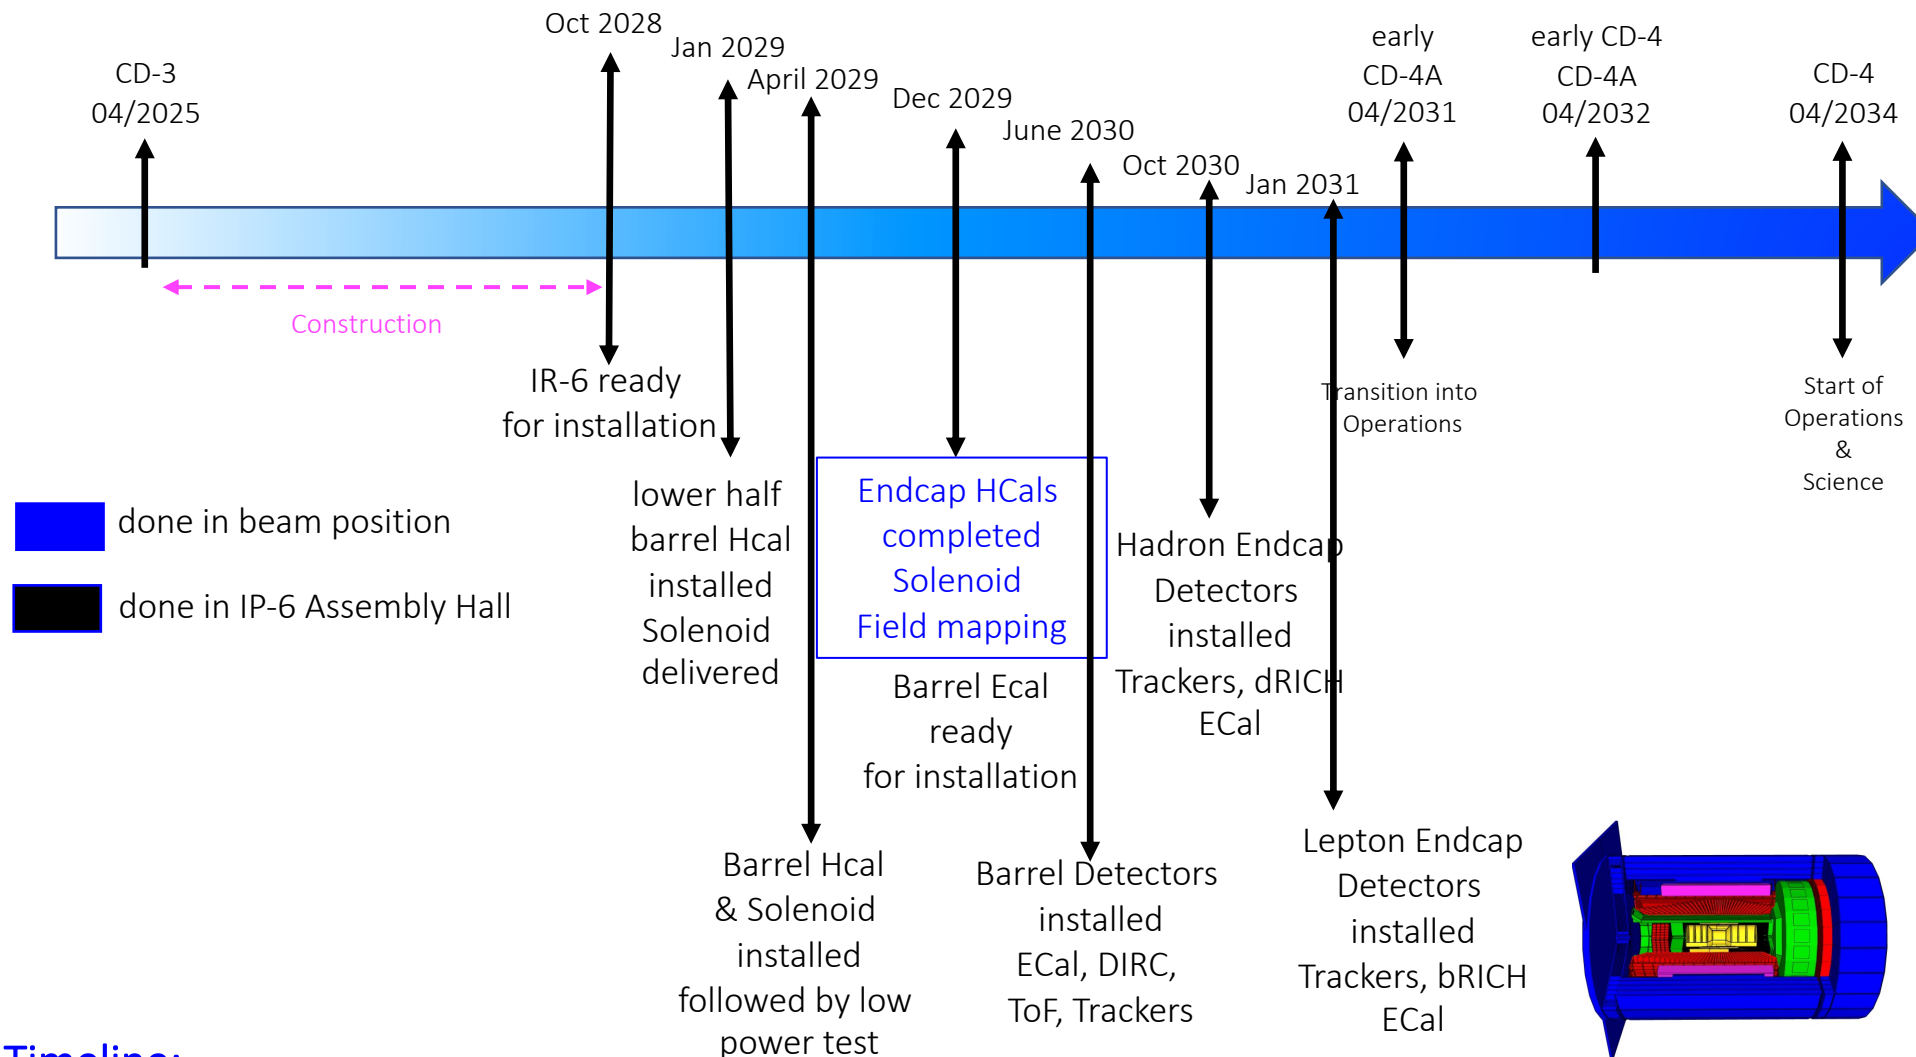 Oct 2028
Jan 2029
April 2029
CD-3
04/2025
Dec 2029
June 2030
Oct 2030
Jan 2031
early
CD-4A
04/2031
early CD-4
CD-4A
04/2032
CD-4
04/2034
Construction
IR-6 ready
for installation
Transition into
Operations
Start of
Operations
&
Science
done in beam position
done in IP-6 Assembly Hall
lower half
barrel Hcal
installed
Solenoid
delivered
Endcap HCals
completed
Solenoid
Field mapping
Barrel Ecal
ready
for installation
Hadron Endcap
Detectors
installed
Trackers, dRICH
ECal
Barrel Hcal
& Solenoid
installed
followed by low
power test
Barrel Detectors
installed
ECal, DIRC,
ToF, Trackers
Lepton Endcap
Detectors
installed
Trackers, bRICH
ECal
Timeline: